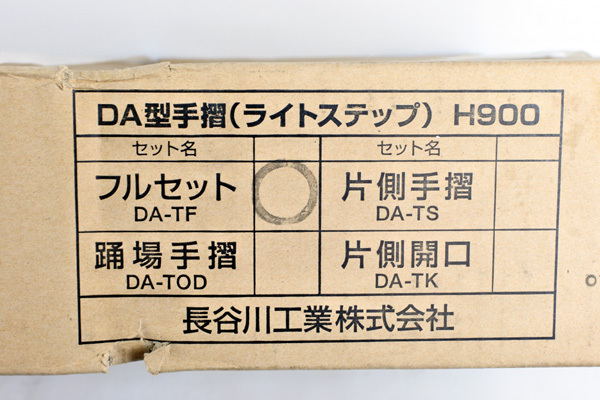 DA型手摺(ライトステップ) H900
セット名 セット名
フルセット 片側手摺
DA-TF DA-TS
踊場手摺 片側開口
DA-TOD DA-TK
長谷川工業株式会社